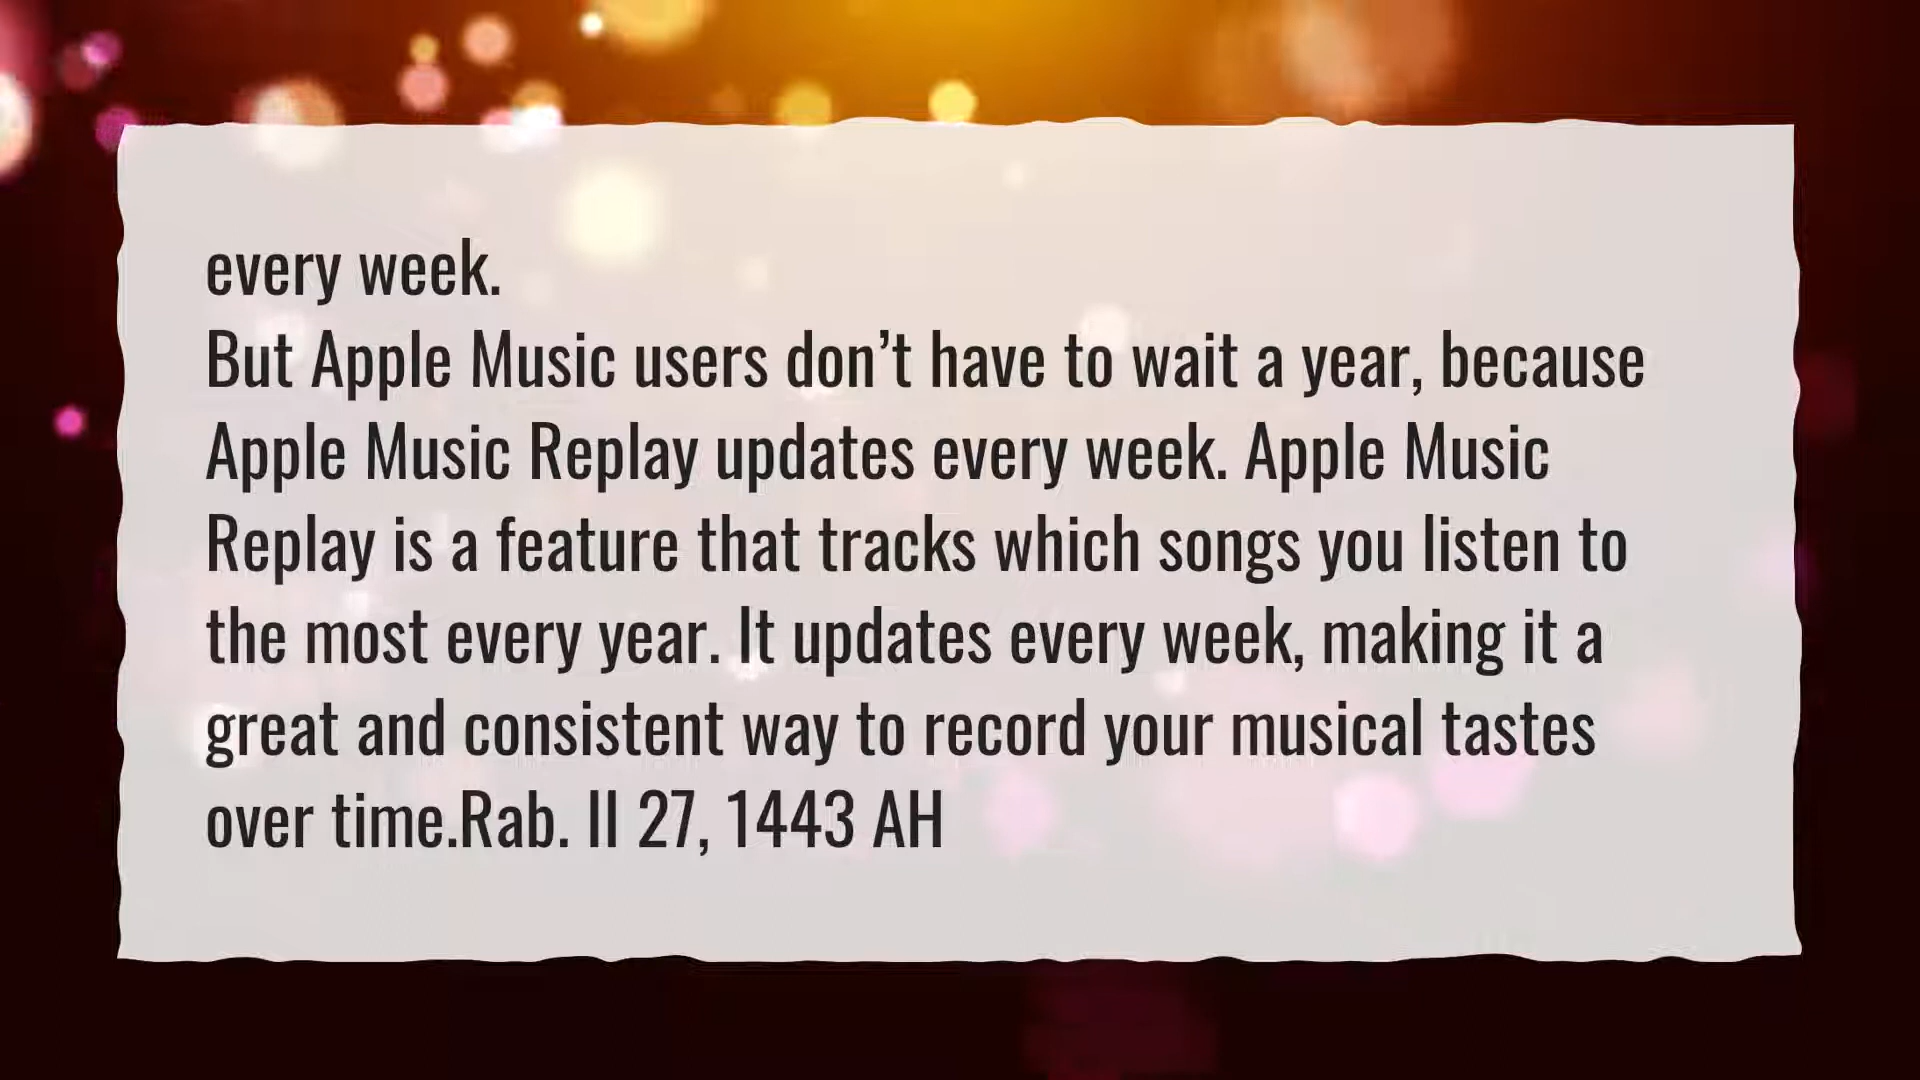 every week.
But Apple Music users don’t have to wait a year, because
Apple Music Replay updates every week. Apple Music
Replay is a feature that tracks which songs you listen to
the most every year. It updates every week, making it a
great and consistent way to record your musical tastes
over time.Rab. II 27, 1443 AH